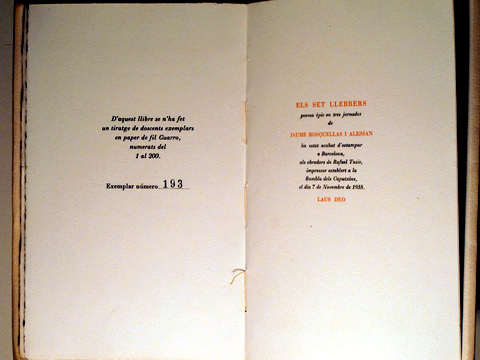 D'aquest llibre se n'ha fet
un tiratge de doscents exemplars
en paper de fil Guarro,
numerats del
1 al 200.
Exemplar número 193
ELS SET LLEBRERS
poema èpic en tres jornades
de
JAUME BOSQUELLAS I ALESSAN
ha estat acabat d'estampar
a Barcelona,
als obradors de Rafael Tasis,
impressor establert a la
Rambla dels Caputxins,
el dia 7 de Novembre de 1958.
LAUS DEO